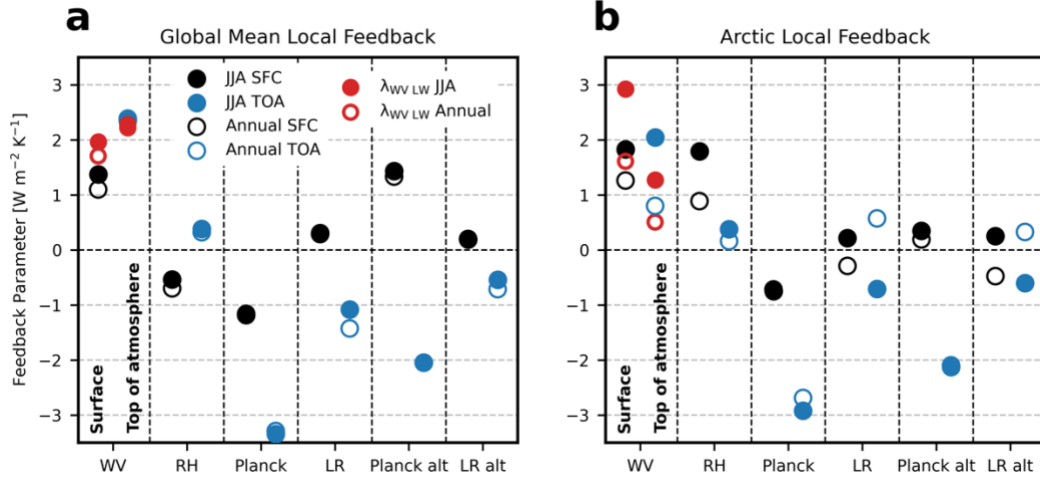 a
Global Mean Local Feedback
Feedback Parameter [W m⁻² K⁻¹]
3
2
1
0
−1
−2
−3
JJA SFC
JJA TOA
Annual SFC
Annual TOA
λWV LW JJA
λWV LW Annual
Surface
Top of atmosphere
WV
RH
Planck
LR
Planck alt
LR alt
b
Arctic Local Feedback
3
2
1
0
−1
−2
−3
Surface
Top of atmosphere
WV
RH
Planck
LR
Planck alt
LR alt